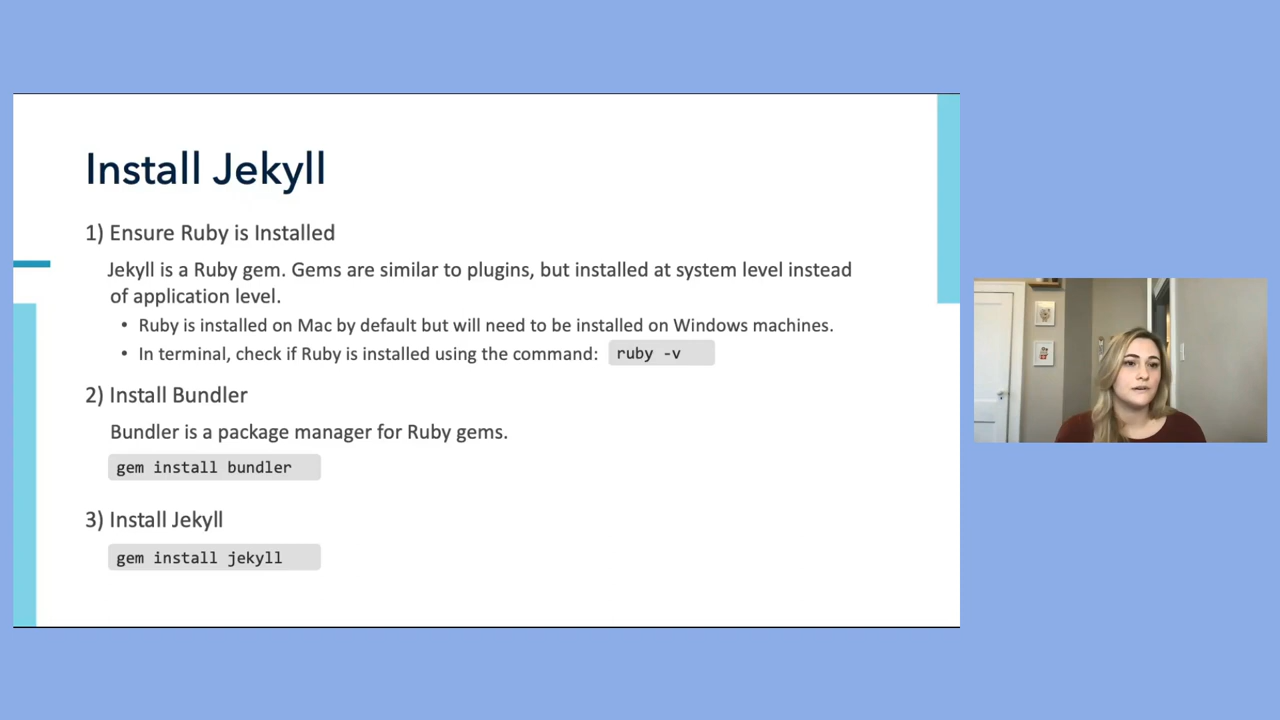 Install Jekyll
1) Ensure Ruby is Installed
Jekyll is a Ruby gem. Gems are similar to plugins, but installed at system level instead
of application level.
• Ruby is installed on Mac by default but will need to be installed on Windows machines.
• In terminal, check if Ruby is installed using the command: ruby -v
2) Install Bundler
Bundler is a package manager for Ruby gems.
gem install bundler
3) Install Jekyll
gem install jekyll